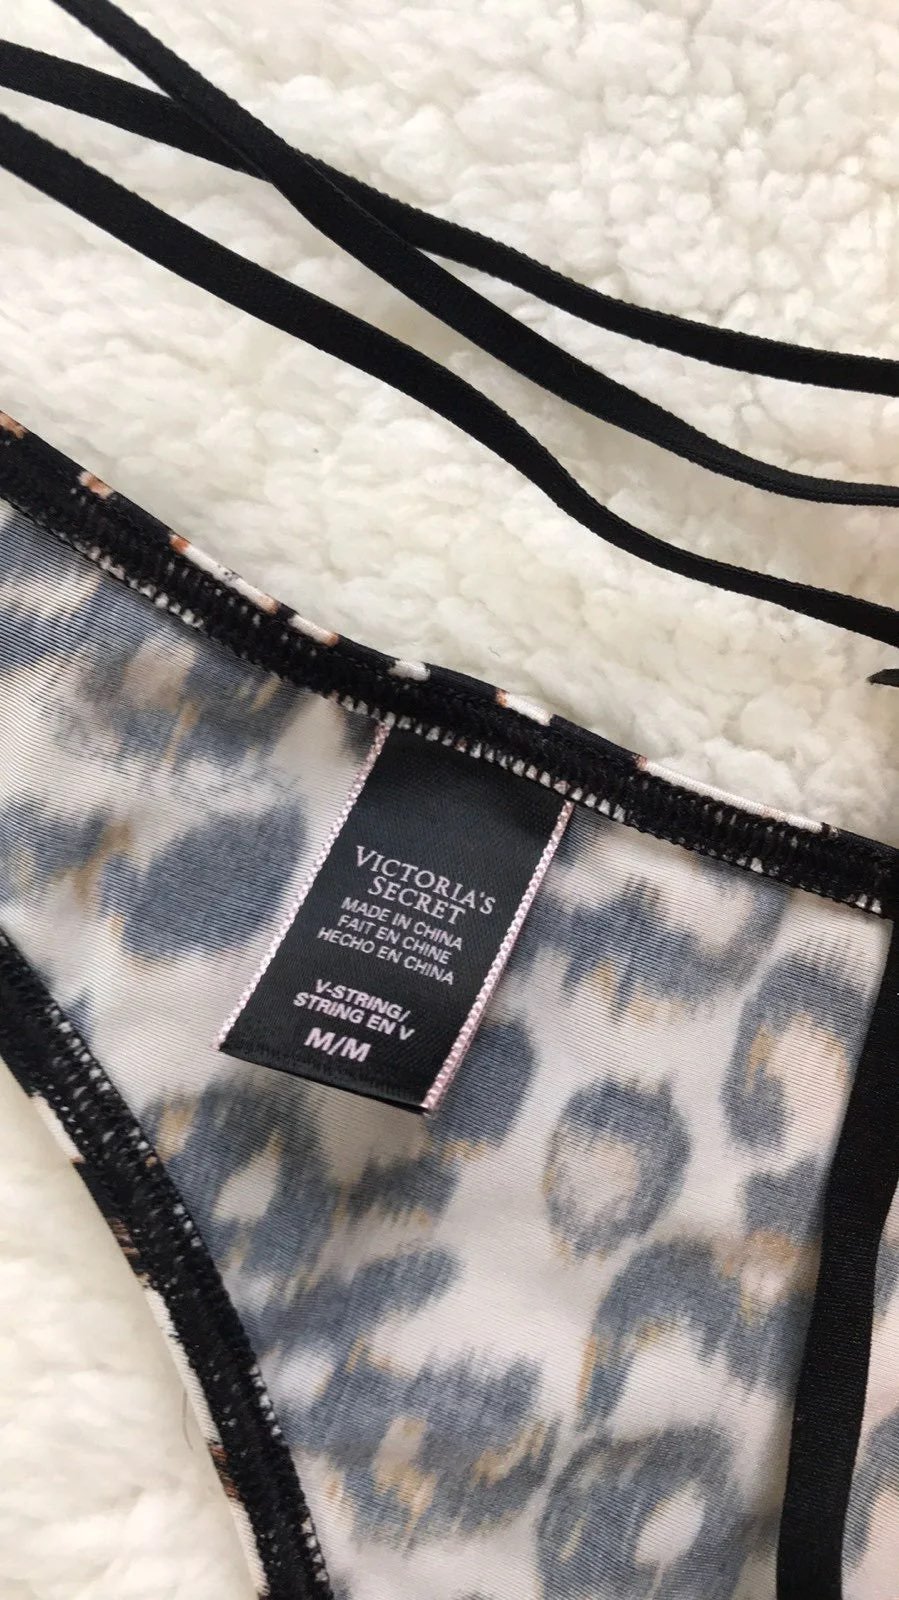 VICTORIA'S
SECRET
MADE IN CHINA
FAIT EN CHINE
HECHO EN CHINA
V-STRING/
STRING EN V
M/M